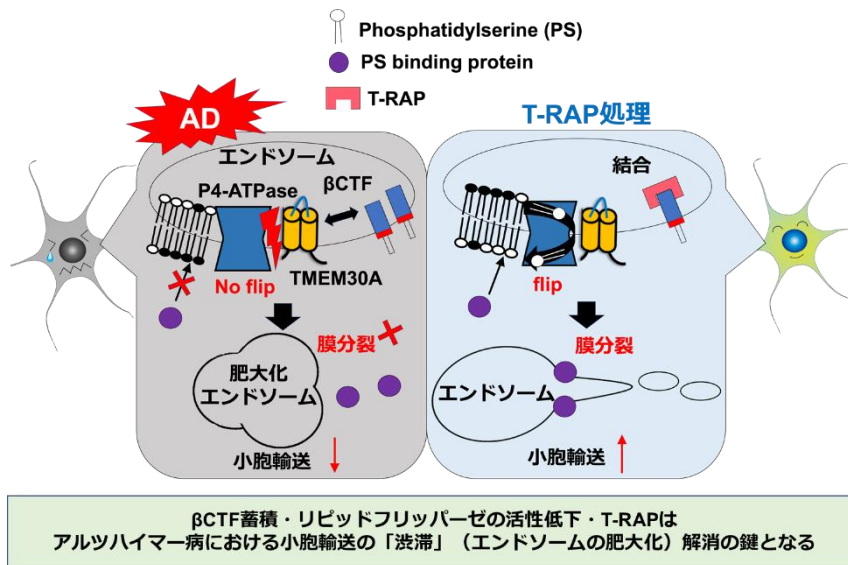 Phosphatidylserine (PS)
PS binding protein
T-RAP
AD
エンドソーム
P4-ATPase
βCTF
No flip
TMEM30A
膜分裂
肥大化
エンドソーム
小胞輸送
T-RAP処理
結合
flip
膜分裂
エンドソーム
小胞輸送
βCTF蓄積・リピッドフリッパーゼの活性低下・T-RAPは
アルツハイマー病における小胞輸送の「渋滞」（エンドソームの肥大化）解消の鍵となる